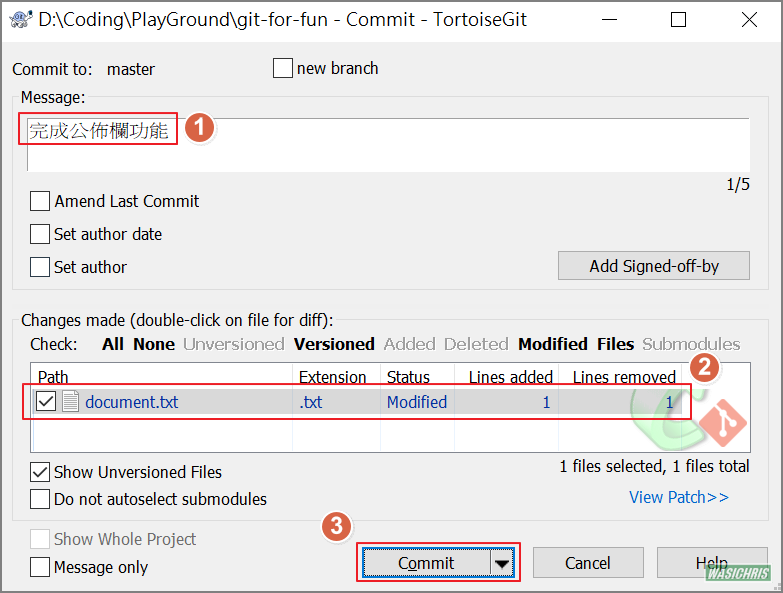 D:\Coding\PlayGround\git-for-fun - Commit - TortoiseGit
Commit to: master new branch
Message:
完成公佈欄功能 1
1/5
Amend Last Commit
Set author date
Set author Add Signed-off-by
Changes made (double-click on file for diff):
Check: All None Unversioned Versioned Added Deleted Modified Files Submodules
2
Path Extension Status Lines added Lines removed
document.txt .txt Modified 1 1
Show Unversioned Files 1 files selected, 1 files total
Do not autoselect submodules View Patch>>
3
Show Whole Project
Message only Commit Cancel Help
WASICHRIS